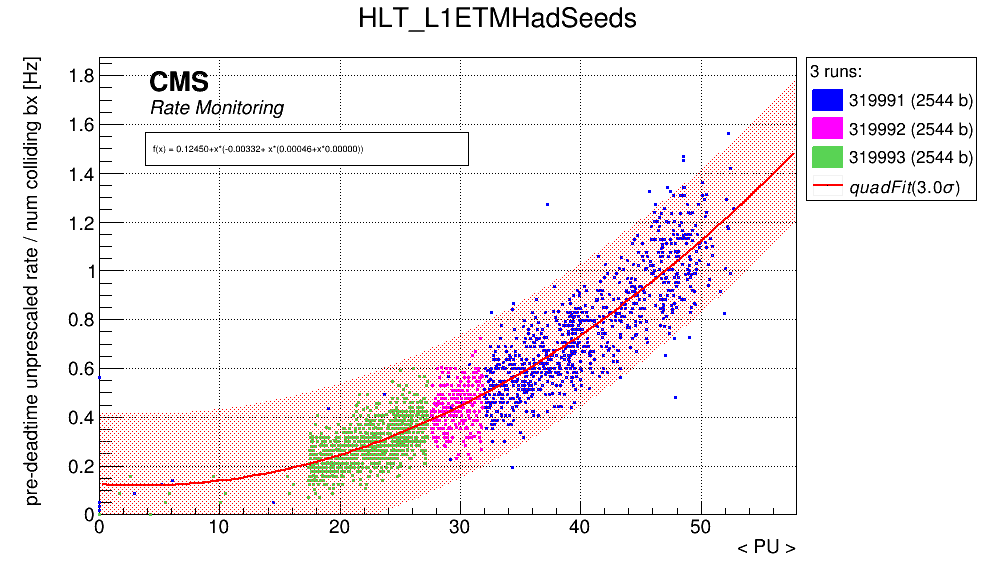 HLT_L1ETMHadSeeds
pre-deadtime unprescaled rate / num colliding bx [Hz]
CMS
Rate Monitoring
f(x) = 0.12450+x*(-0.00332+ x*(0.00046+x*0.00000))
1.8
1.6
1.4
1.2
1
0.8
0.6
0.4
0.2
0
0 10 20 30 40 50
< PU >
3 runs:
319991 (2544 b)
319992 (2544 b)
319993 (2544 b)
quadFit(3.0σ)